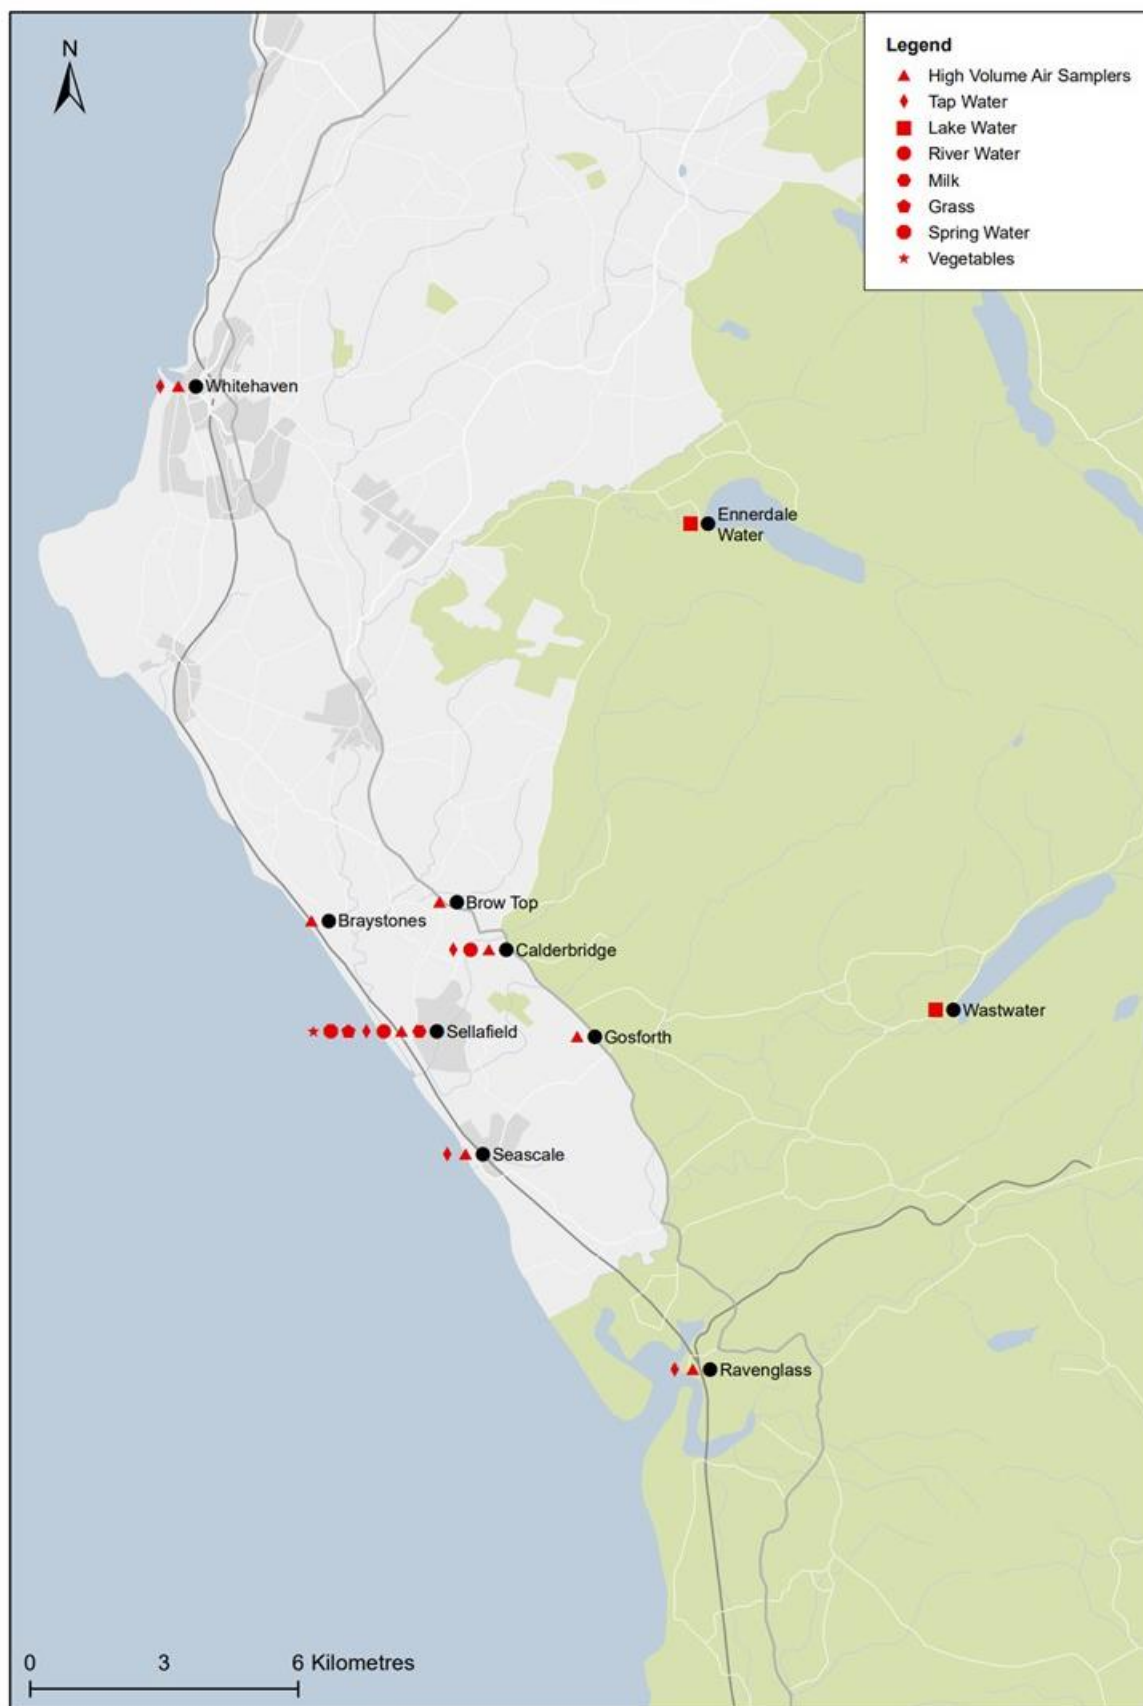 N
Legend
High Volume Air Samplers
Tap Water
Lake Water
River Water
Milk
Grass
Spring Water
Vegetables
Whitehaven
Ennerdale
Water
Brow Top
Braystones
Calderbridge
Wastwater
Sellafield
Gosforth
Seascale
Ravenglass
0 3 6 Kilometres